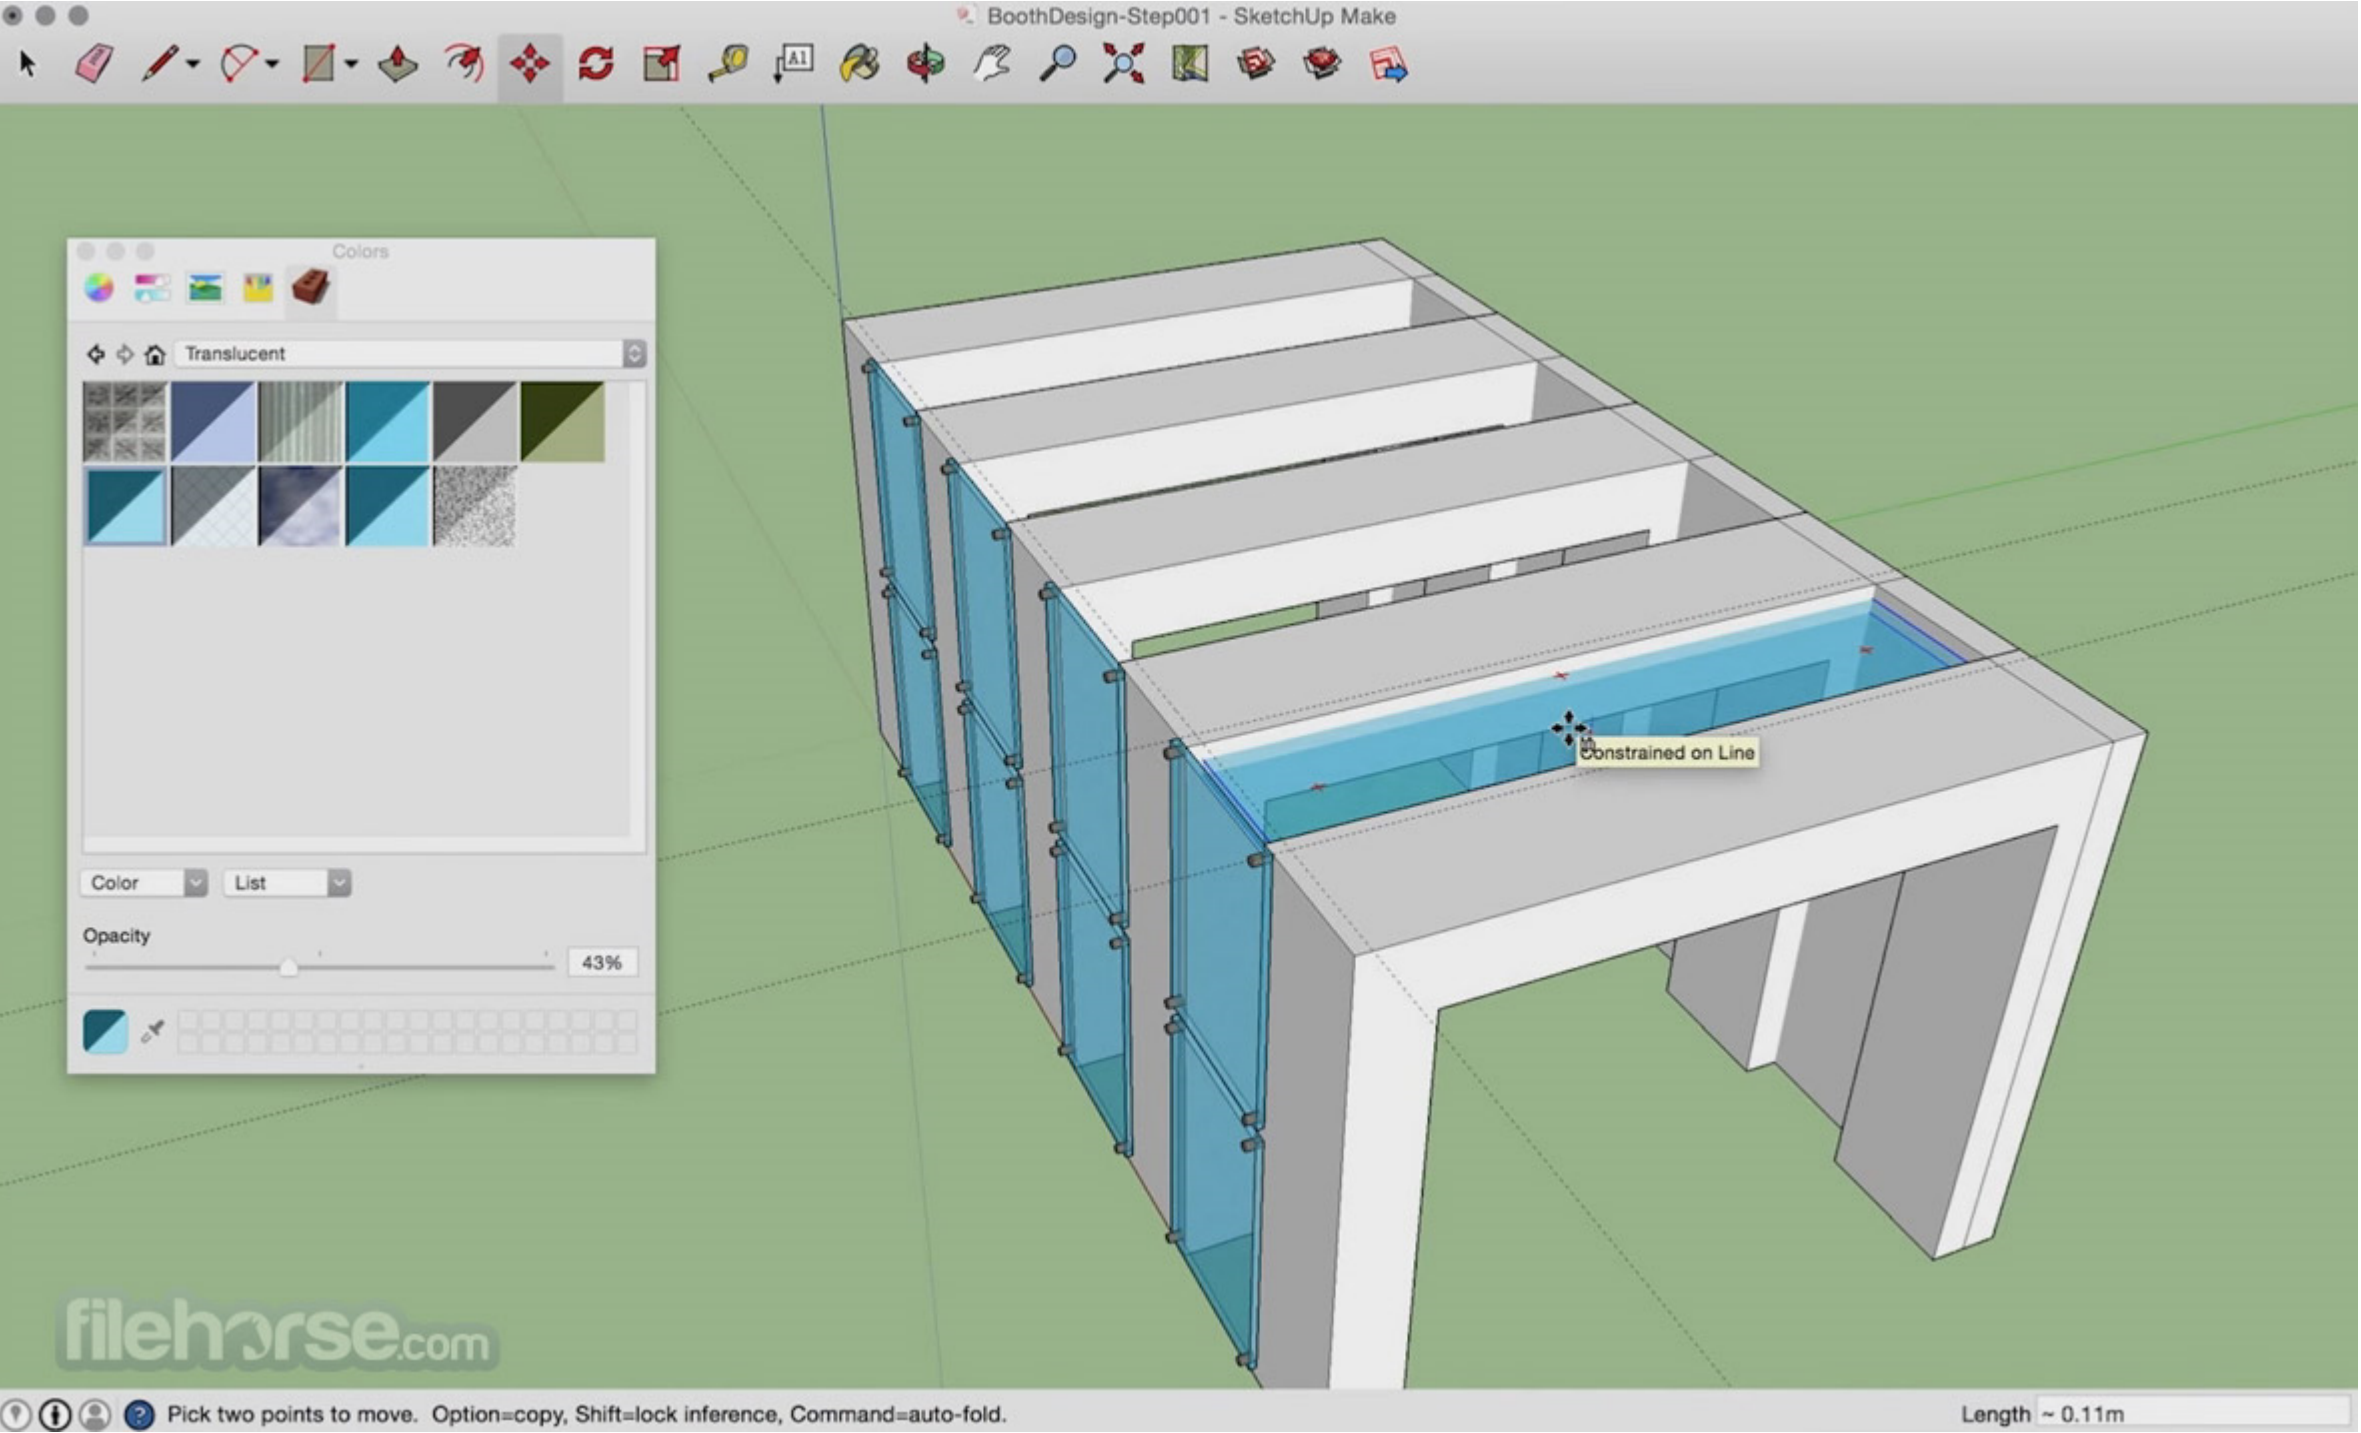 BoothDesign-Step001 - SketchUp Make
A1
Colors
Translucent
Color
List
Opacity
43%
Constrained on Line
filehorse.com
Pick two points to move. Option=copy, Shift=lock inference, Command=auto-fold.
Length ~ 0.11m